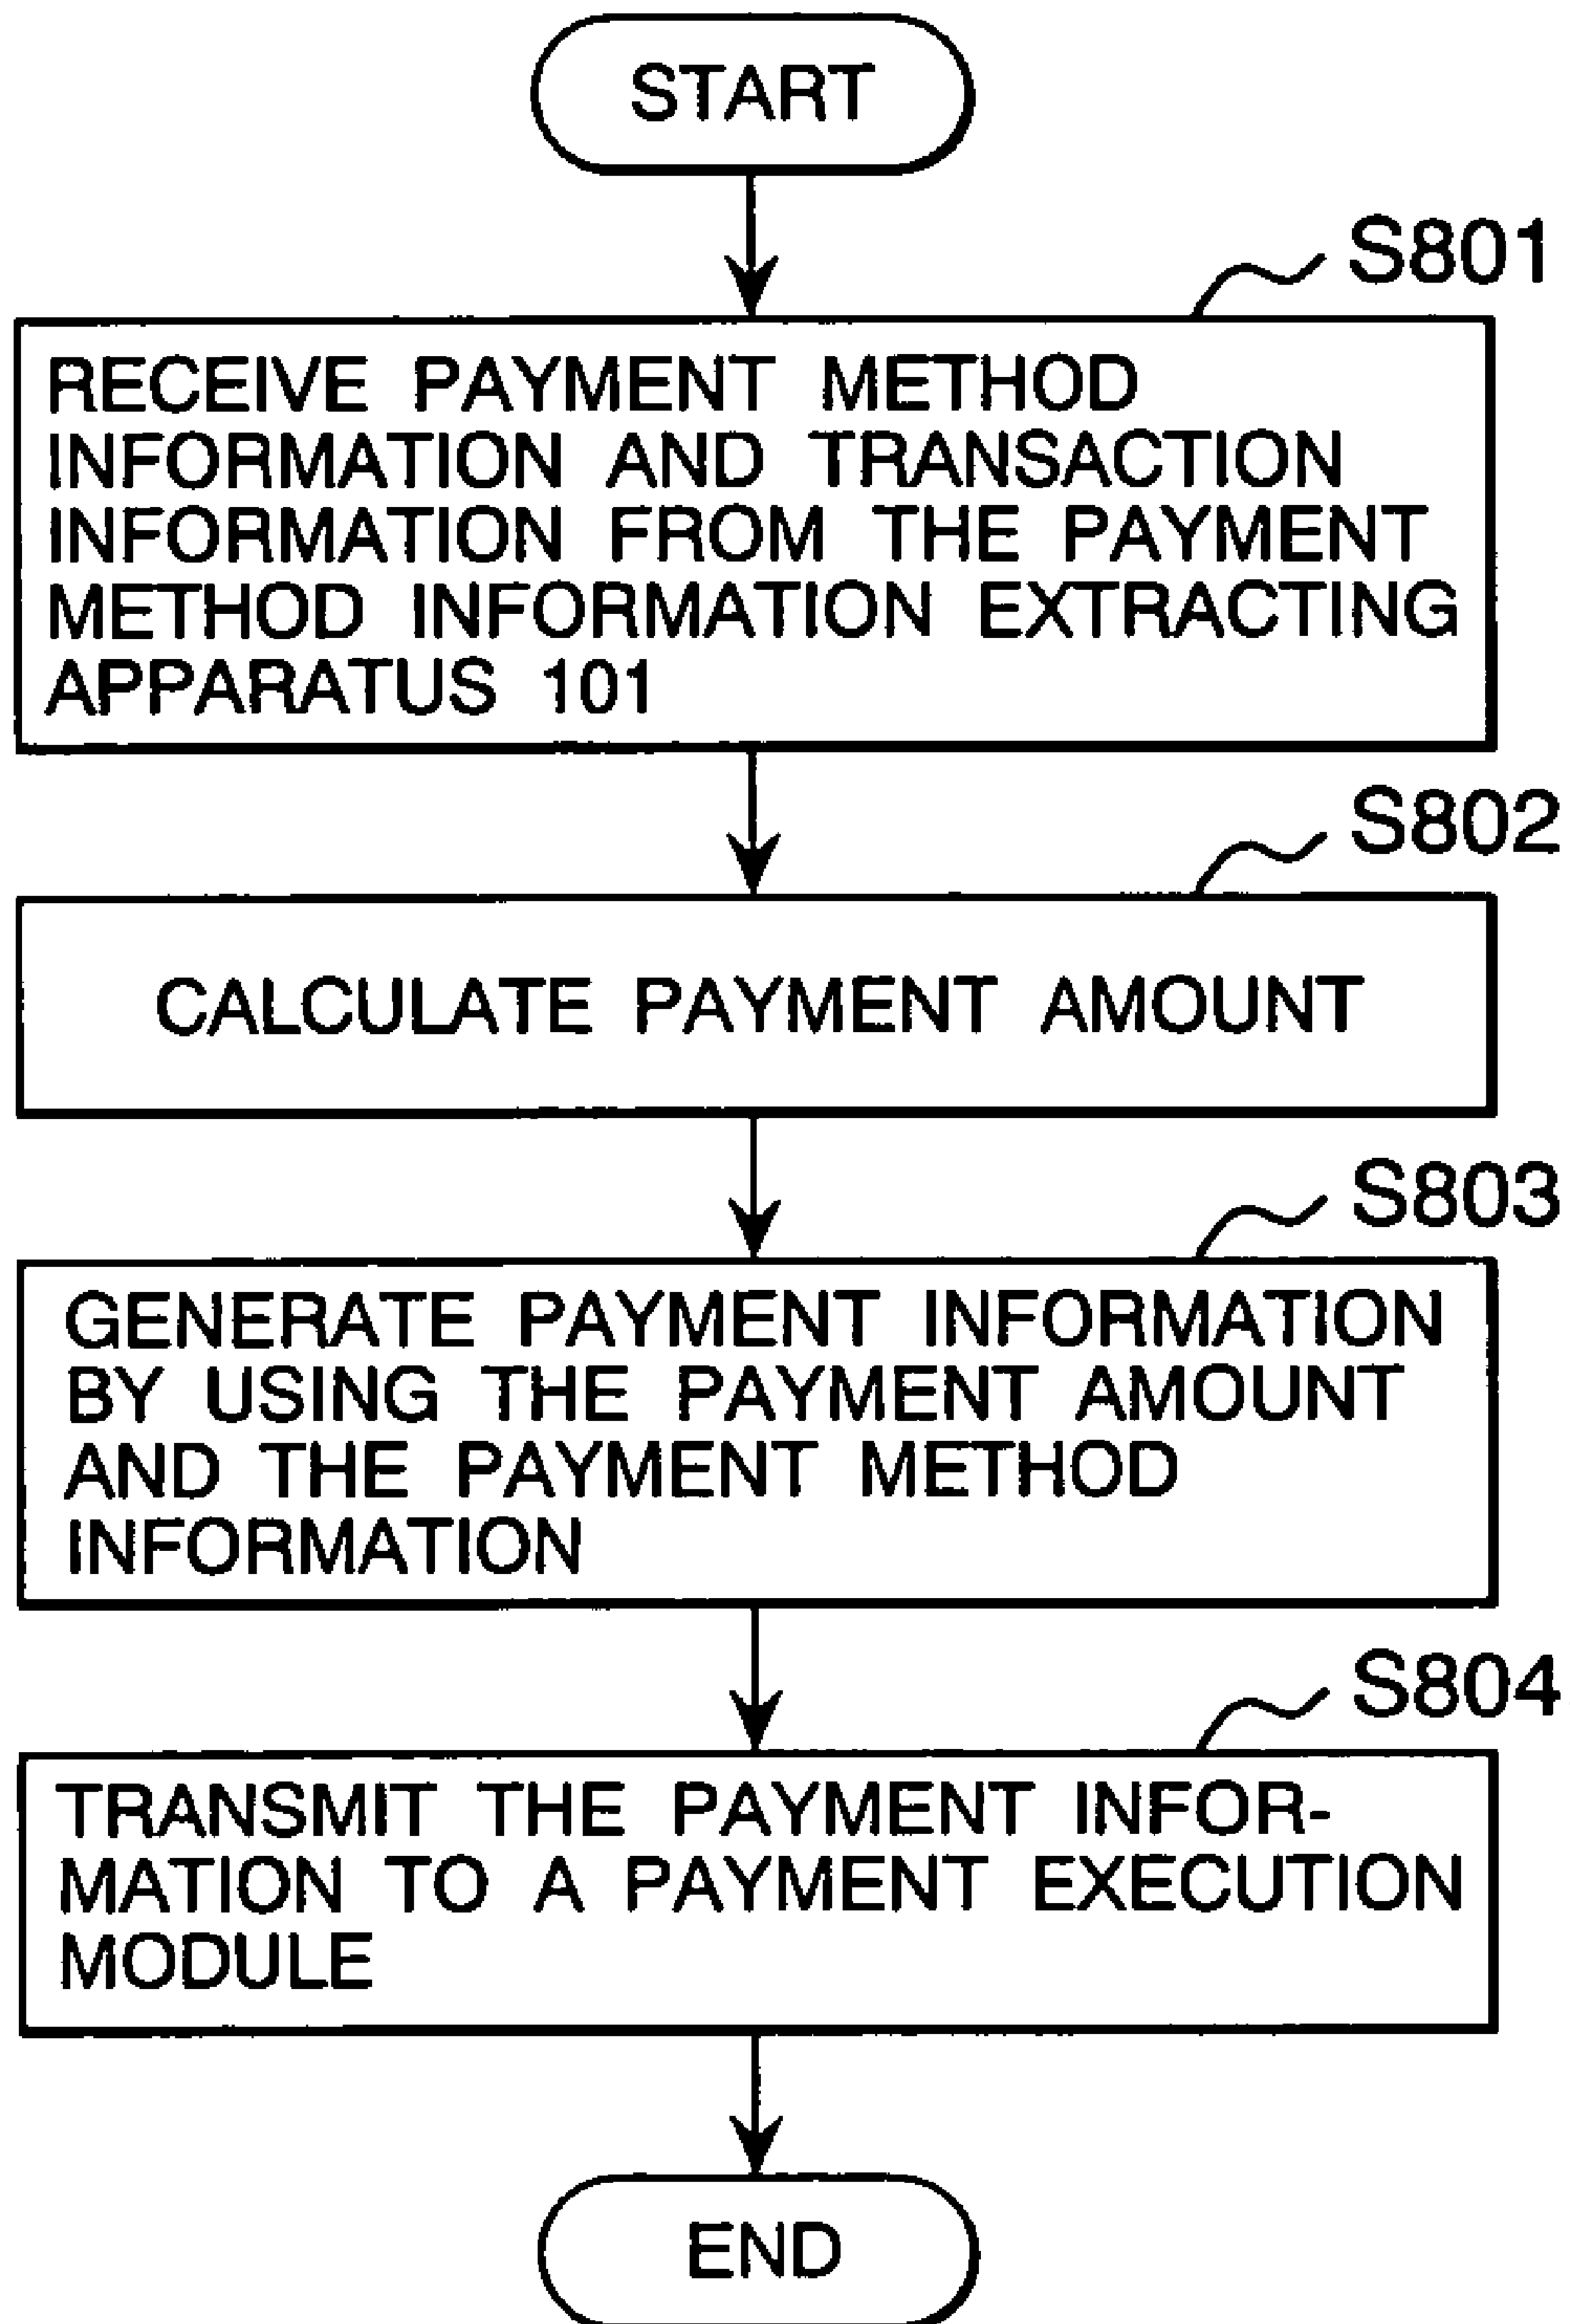 START
S801
RECEIVE PAYMENT METHOD
INFORMATION AND TRANSACTION
INFORMATION FROM THE PAYMENT
METHOD INFORMATION EXTRACTING
APPARATUS 101
S802
CALCULATE PAYMENT AMOUNT
S803
GENERATE PAYMENT INFORMATION
BY USING THE PAYMENT AMOUNT
AND THE PAYMENT METHOD
INFORMATION
S804
TRANSMIT THE PAYMENT INFOR-
MATION TO A PAYMENT EXECUTION
MODULE
END